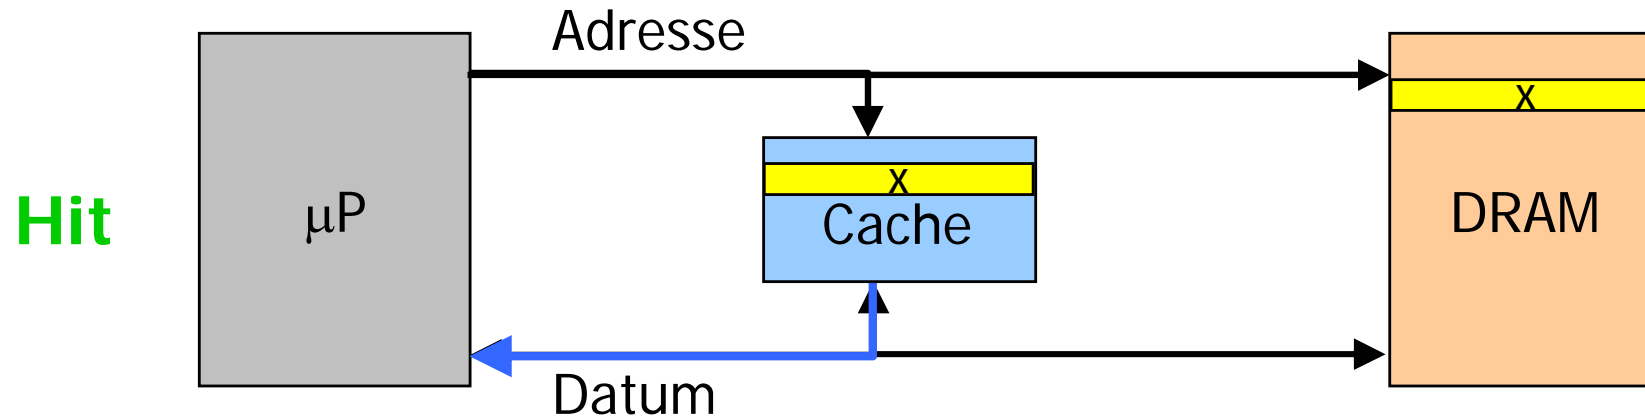 Adresse
x
x
Hit
µP
Cache
DRAM
Datum